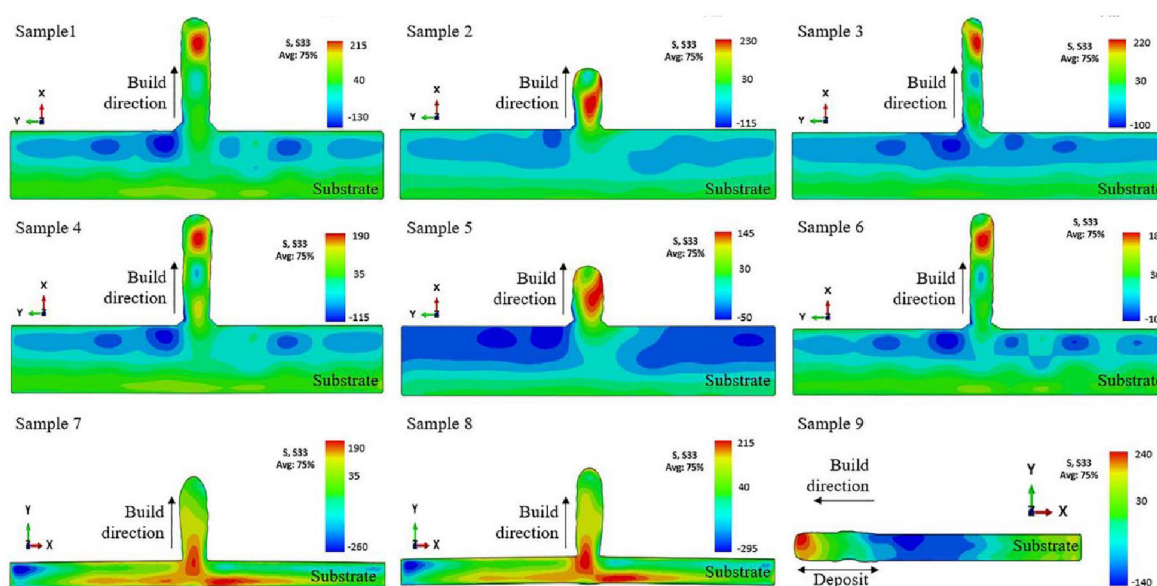 Sample1
S, S33
Avg: 75%
215
40
-130
Build
direction
X
Y
Z
Substrate
Sample 2
S, S33
Avg: 75%
230
30
-115
Build
direction
X
Y
Z
Substrate
Sample 3
S, S33
Avg: 75%
220
30
-100
Build
direction
X
Y
Z
Substrate
Sample 4
S, S33
Avg: 75%
190
35
-115
Build
direction
X
Y
Z
Substrate
Sample 5
S, S33
Avg: 75%
145
30
-50
Build
direction
X
Y
Z
Substrate
Sample 6
S, S33
Avg: 75%
30
Build
direction
X
Y
Z
Substrate
Sample 7
S, S33
Avg: 75%
190
35
-260
Build
direction
Y
Z
X
Substrate
Sample 8
S, S33
Avg: 75%
215
40
-295
Build
direction
Y
Z
X
Substrate
Sample 9
S, S33
Avg: 75%
240
30
-140
Build
direction
Y
Z
X
Substrate
Deposit